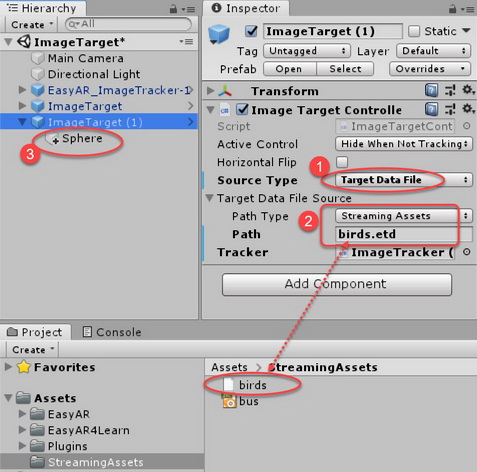 Hierarchy
Create
All
ImageTarget*
Main Camera
Directional Light
EasyAR_ImageTracker-1
ImageTarget
ImageTarget (1)
Sphere
3
Inspector
ImageTarget (1)
Static
Tag
Untagged
Layer
Default
Prefab
Open
Select
Overrides
Transform
Image Target Controlle
Script
ImageTargetCont
Active Control
Hide When Not Tracking
1
Horizontal Flip
Source Type
Target Data File
Target Data File Source
2
Path Type
Streaming Assets
Path
birds.etd
Tracker
ImageTracker (
Add Component
Project
Console
Create
Favorites
Assets
EasyAR
EasyAR4Learn
Plugins
StreamingAssets
Assets
StreamingAssets
birds
bus